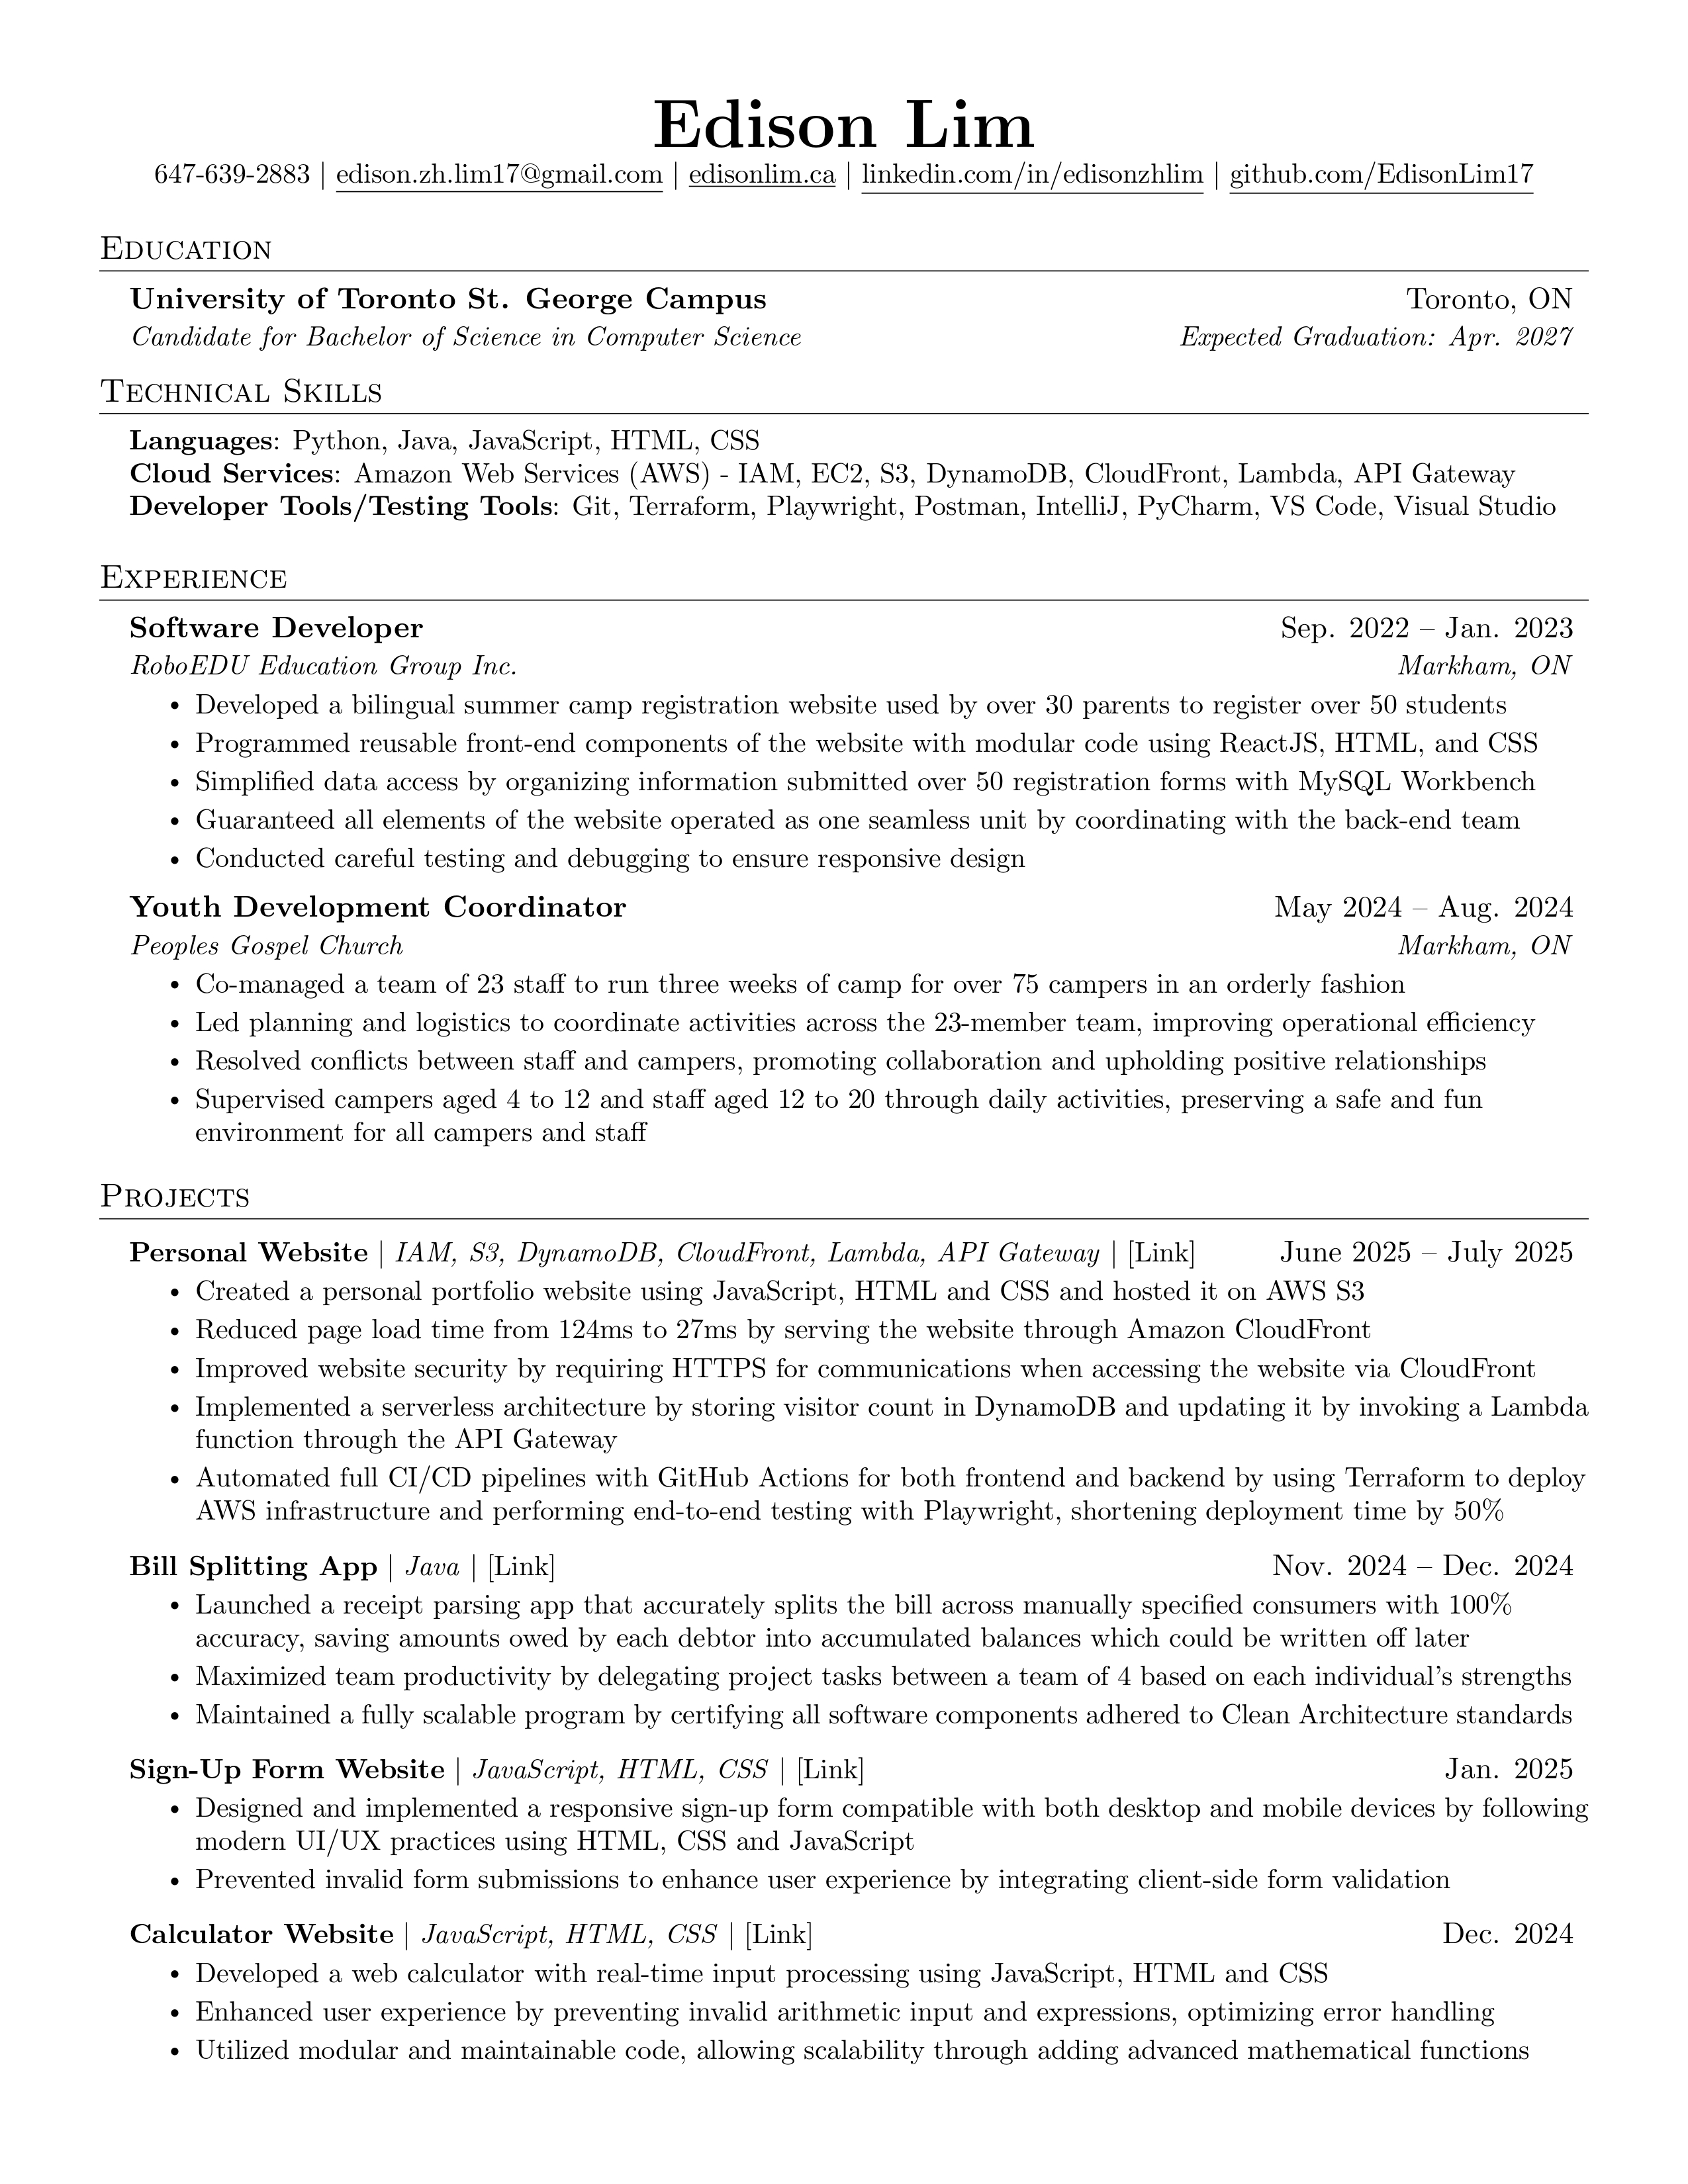 Edison Lim
647-639-2883 | edison.zh.lim17@gmail.com | edisonlim.ca | linkedin.com/in/edisonzhlim | github.com/EdisonLim17
Education
University of Toronto St. George Campus Toronto, ON
Candidate for Bachelor of Science in Computer Science Expected Graduation: Apr. 2027
Technical Skills
Languages: Python, Java, JavaScript, HTML, CSS
Cloud Services: Amazon Web Services (AWS) - IAM, EC2, S3, DynamoDB, CloudFront, Lambda, API Gateway
Developer Tools/Testing Tools: Git, Terraform, Playwright, Postman, IntelliJ, PyCharm, VS Code, Visual Studio
Experience
Software Developer Sep. 2022 – Jan. 2023
RoboEDU Education Group Inc. Markham, ON
• Developed a bilingual summer camp registration website used by over 30 parents to register over 50 students
• Programmed reusable front-end components of the website with modular code using ReactJS, HTML, and CSS
• Simplified data access by organizing information submitted over 50 registration forms with MySQL Workbench
• Guaranteed all elements of the website operated as one seamless unit by coordinating with the back-end team
• Conducted careful testing and debugging to ensure responsive design
Youth Development Coordinator May 2024 – Aug. 2024
Peoples Gospel Church Markham, ON
• Co-managed a team of 23 staff to run three weeks of camp for over 75 campers in an orderly fashion
• Led planning and logistics to coordinate activities across the 23-member team, improving operational efficiency
• Resolved conflicts between staff and campers, promoting collaboration and upholding positive relationships
• Supervised campers aged 4 to 12 and staff aged 12 to 20 through daily activities, preserving a safe and fun
environment for all campers and staff
Projects
Personal Website | IAM, S3, DynamoDB, CloudFront, Lambda, API Gateway | [Link] June 2025 – July 2025
• Created a personal portfolio website using JavaScript, HTML and CSS and hosted it on AWS S3
• Reduced page load time from 124ms to 27ms by serving the website through Amazon CloudFront
• Improved website security by requiring HTTPS for communications when accessing the website via CloudFront
• Implemented a serverless architecture by storing visitor count in DynamoDB and updating it by invoking a Lambda
function through the API Gateway
• Automated full CI/CD pipelines with GitHub Actions for both frontend and backend by using Terraform to deploy
AWS infrastructure and performing end-to-end testing with Playwright, shortening deployment time by 50%
Bill Splitting App | Java | [Link] Nov. 2024 – Dec. 2024
• Launched a receipt parsing app that accurately splits the bill across manually specified consumers with 100%
accuracy, saving amounts owed by each debtor into accumulated balances which could be written off later
• Maximized team productivity by delegating project tasks between a team of 4 based on each individual's strengths
• Maintained a fully scalable program by certifying all software components adhered to Clean Architecture standards
Sign-Up Form Website | JavaScript, HTML, CSS | [Link] Jan. 2025
• Designed and implemented a responsive sign-up form compatible with both desktop and mobile devices by following
modern UI/UX practices using HTML, CSS and JavaScript
• Prevented invalid form submissions to enhance user experience by integrating client-side form validation
Calculator Website | JavaScript, HTML, CSS | [Link] Dec. 2024
• Developed a web calculator with real-time input processing using JavaScript, HTML and CSS
• Enhanced user experience by preventing invalid arithmetic input and expressions, optimizing error handling
• Utilized modular and maintainable code, allowing scalability through adding advanced mathematical functions